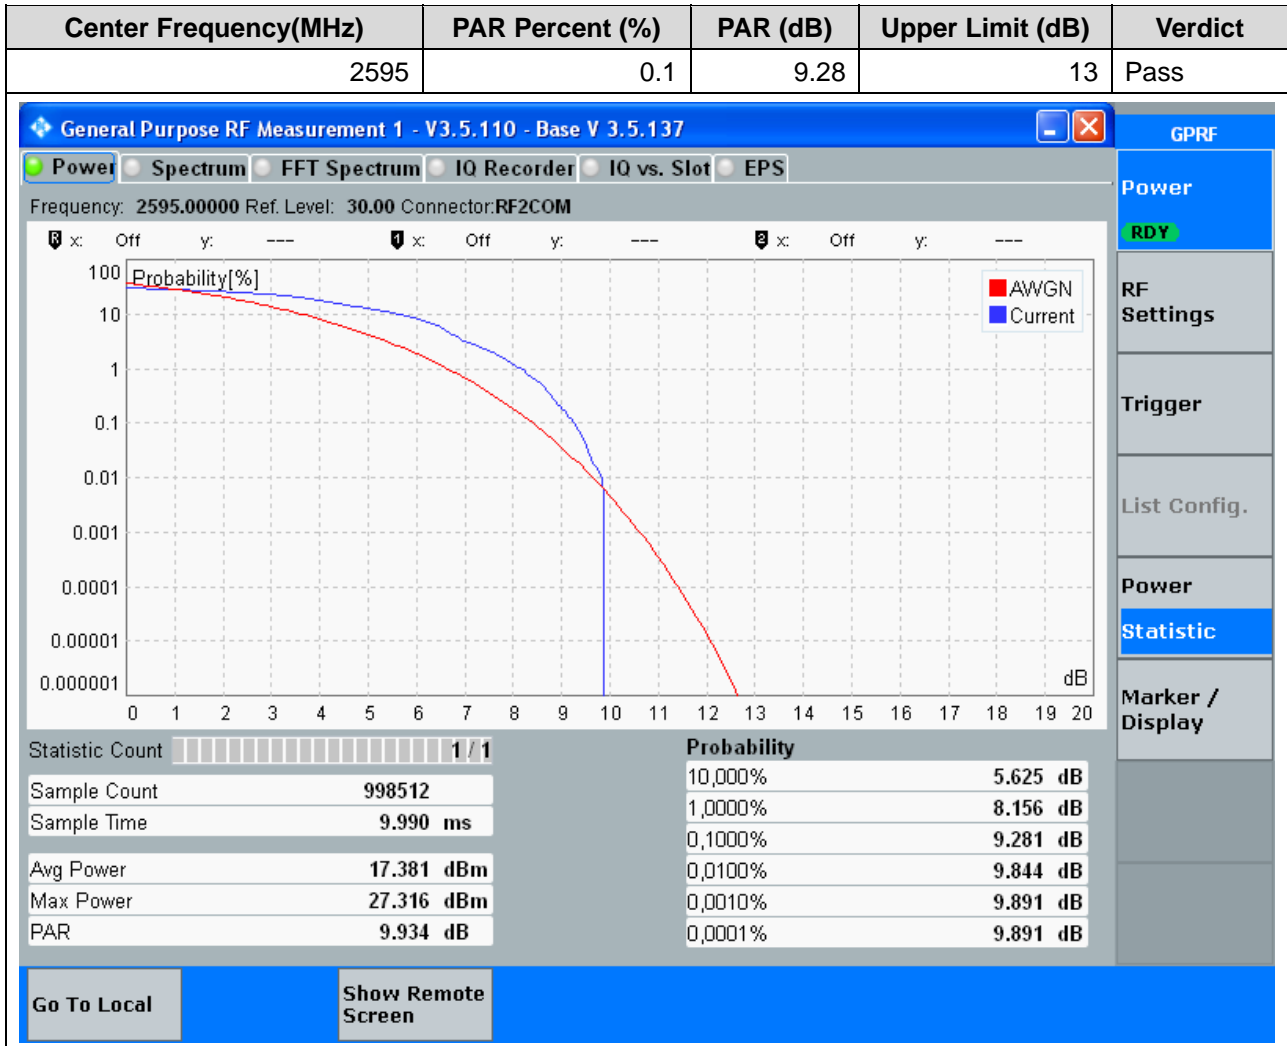 Center Frequency(MHz) PAR Percent (%) PAR (dB) Upper Limit (dB) Verdict
2595 0.1 9.28 13 Pass
General Purpose RF Measurement 1 - V3.5.110 - Base V 3.5.137
GPRF
Power Spectrum FFT Spectrum IQ Recorder IQ vs. Slot EPS
Frequency: 2595.00000 Ref. Level: 30.00 Connector:RF2COM
R x: Off y: --- 1 x: Off y: --- 2 x: Off y: ---
Probability[%]
100
10
1
0.1
0.01
0.001
0.0001
0.00001
0.000001
AWGN
Current
dB
0 1 2 3 4 5 6 7 8 9 10 11 12 13 14 15 16 17 18 19 20
Statistic Count 1 / 1
Sample Count 998512
Sample Time 9.990 ms
Avg Power 17.381 dBm
Max Power 27.316 dBm
PAR 9.934 dB
Probability
10,000% 5.625 dB
1,0000% 8.156 dB
0,1000% 9.281 dB
0,0100% 9.844 dB
0,0010% 9.891 dB
0,0001% 9.891 dB
Power
RDY
RF
Settings
Trigger
List Config.
Power
Statistic
Marker /
Display
Go To Local
Show Remote
Screen